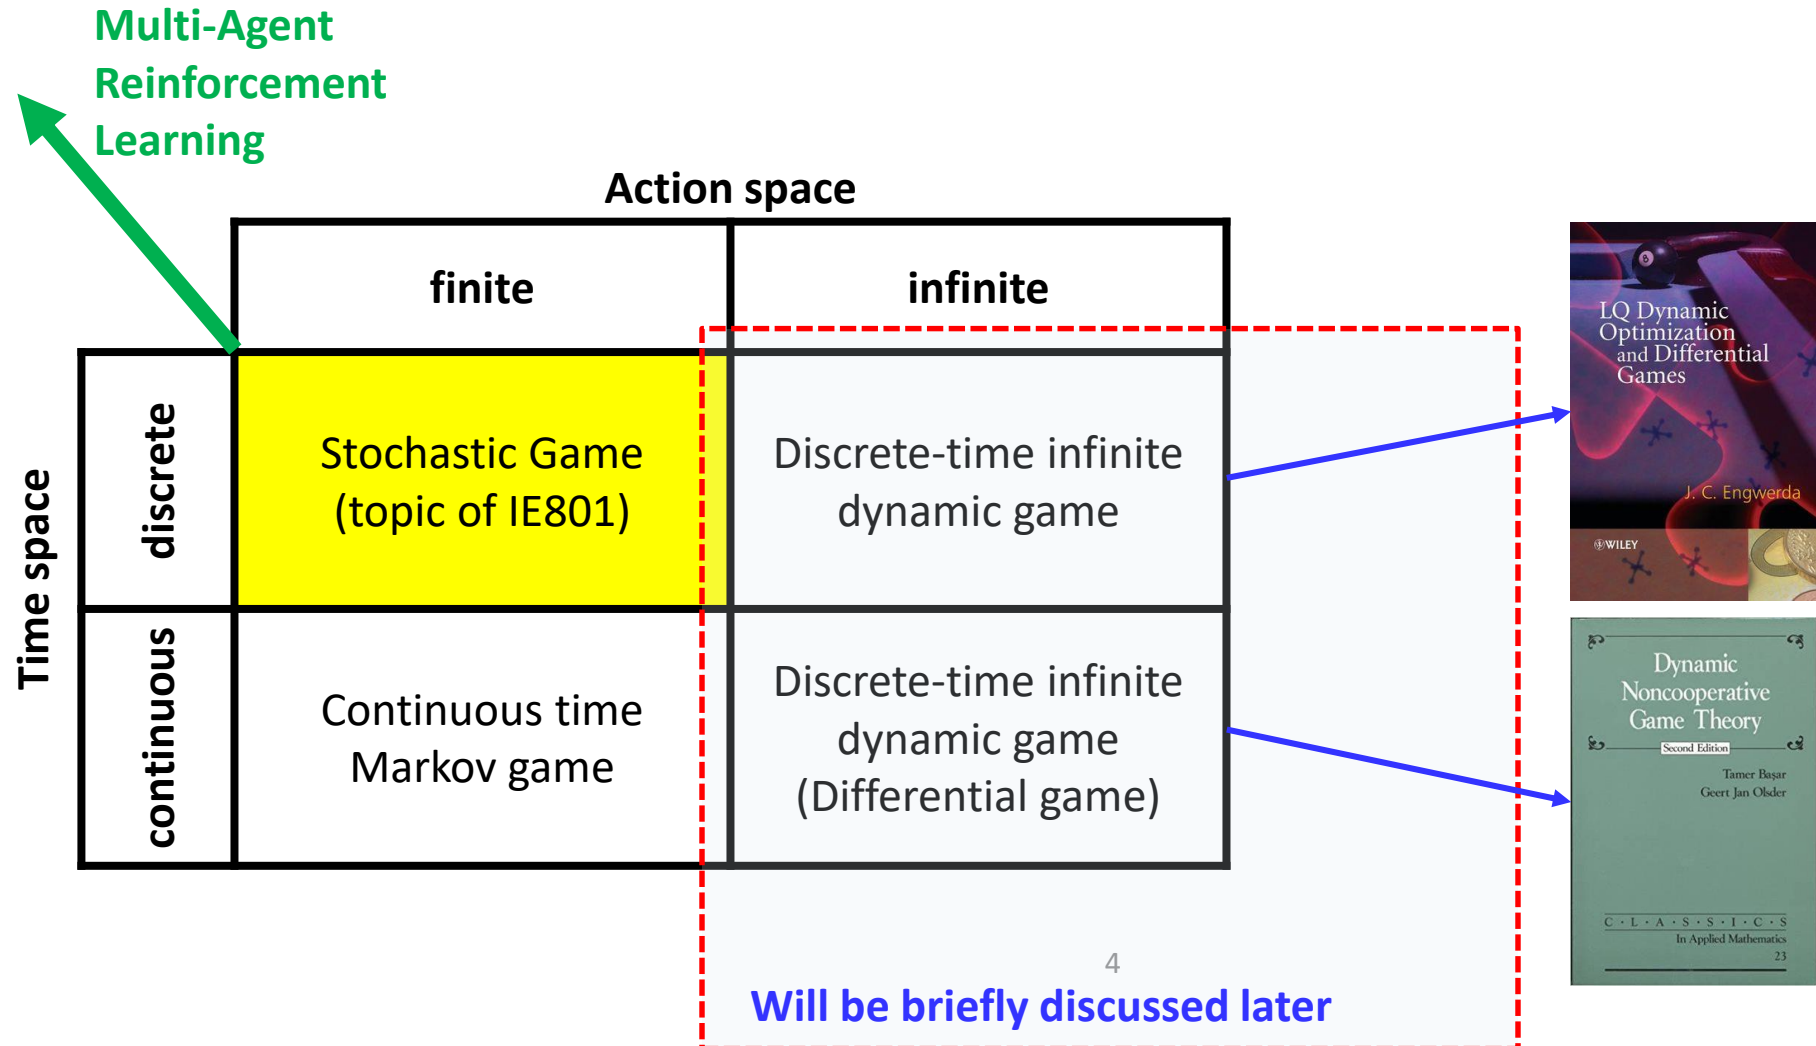 Multi-Agent
Reinforcement
Learning
Action space
finite
infinite
Time space
discrete
Stochastic Game
(topic of IE801)
Discrete-time infinite
dynamic game
continuous
Continuous time
Markov game
Discrete-time infinite
dynamic game
(Differential game)
LQ Dynamic
Optimization
and Differential
Games
J. C. Engwerda
WILEY
8
Dynamic
Noncooperative
Game Theory
Second Edition
Tamer Başar
Geert Jan Olsder
C·L·A·S·S·I·C·S
In Applied Mathematics
23
4
Will be briefly discussed later